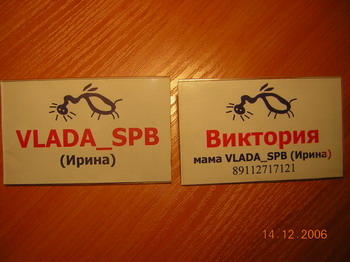 VLADA_SPB
(Ирина)
Виктория
мама VLADA_SPB (Ирина)
89112717121
14.12.2006